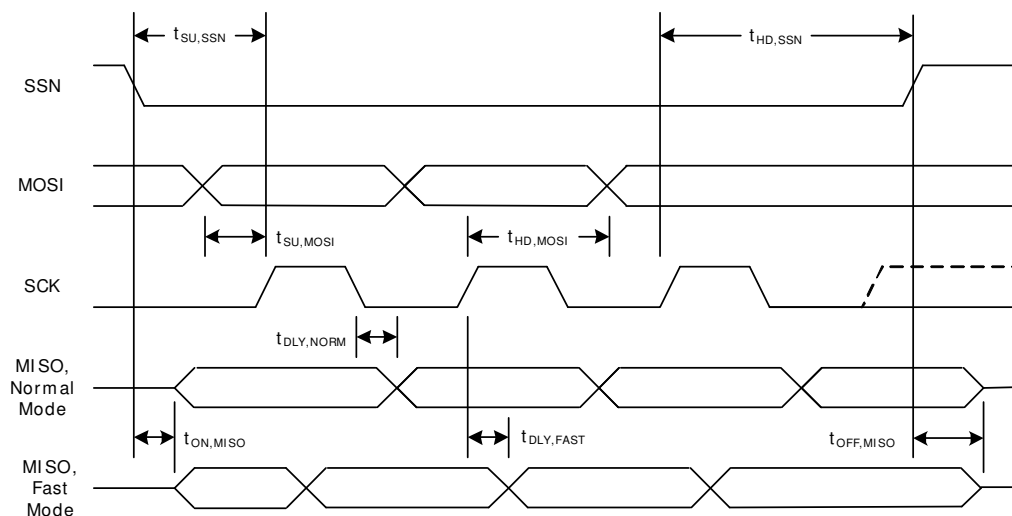 tSU,SSN
tHD,SSN
SSN
MOSI
tSU,MOSI
tHD,MOSI
SCK
tDLY,NORM
MISO,
Normal
Mode
tON,MISO
tDLY,FAST
tOFF,MISO
MISO,
Fast
Mode